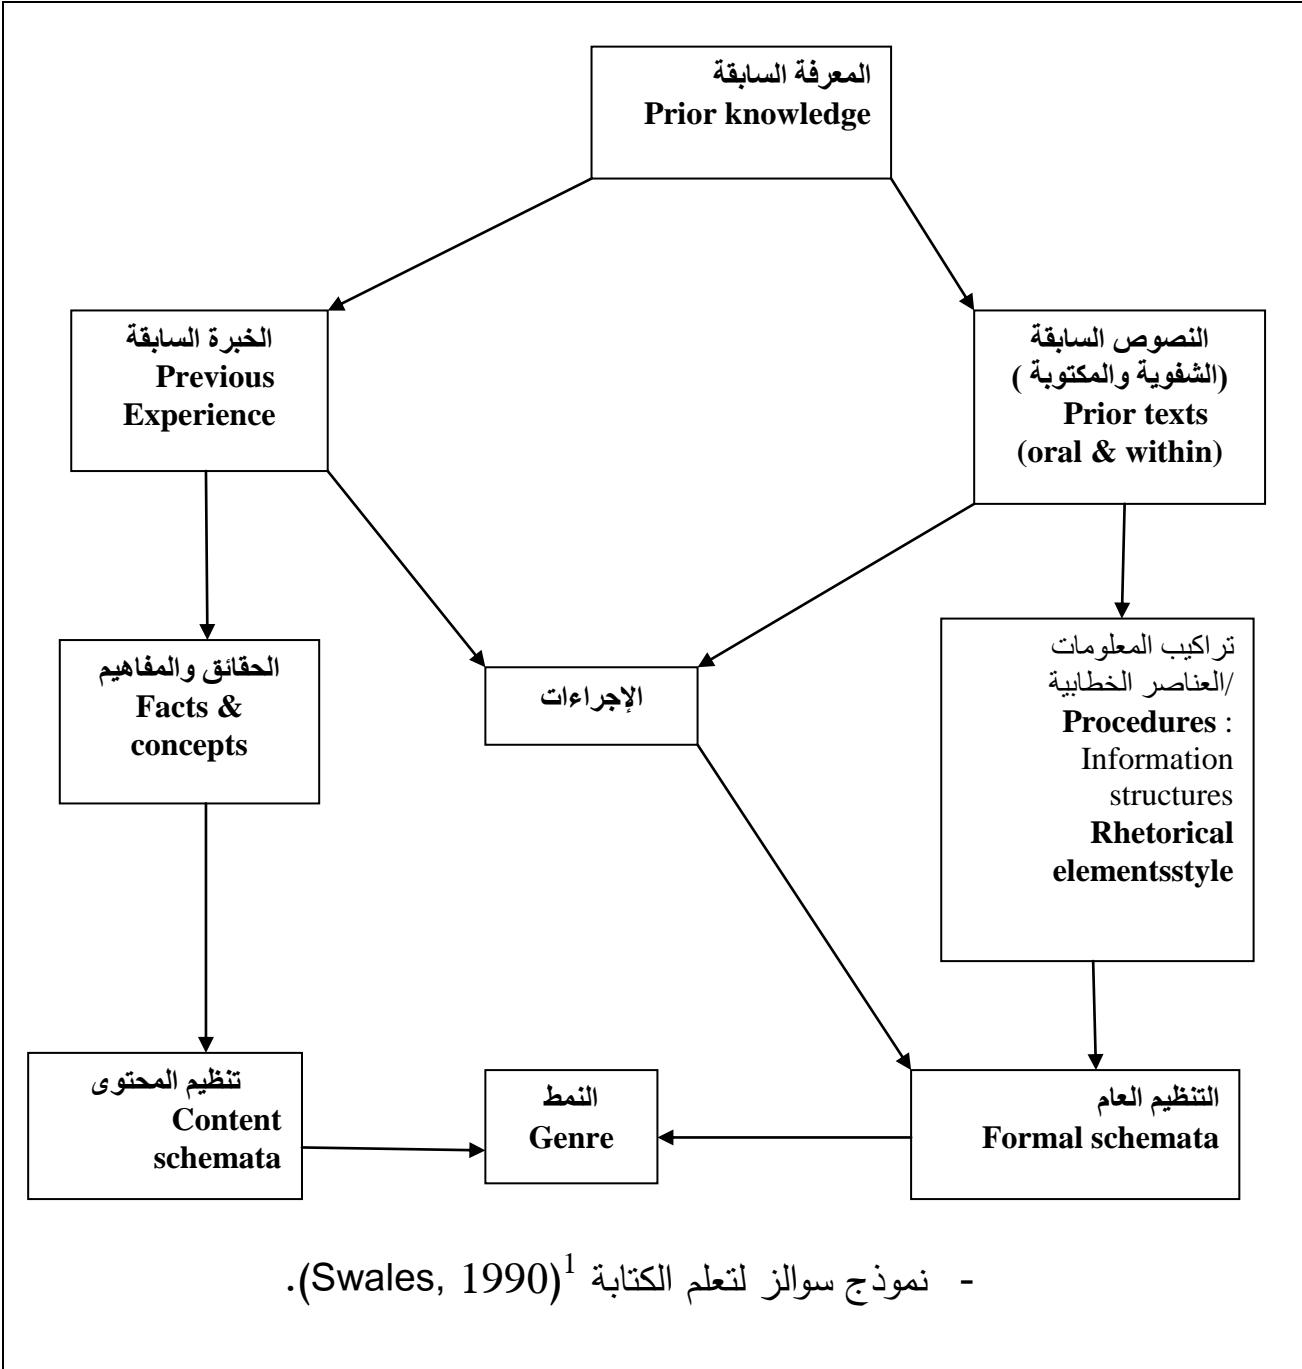 المعرفة السابقة
Prior knowledge
الخبرة السابقة
Previous
Experience
النصوص السابقة
(الشفوية والمكتوبة )
Prior texts
(oral & within)
الحقائق والمفاهيم
Facts &
concepts
الإجراءات
تراكيب المعلومات
/العناصر الخطابية
Procedures :
Information
structures
Rhetorical
elementsstyle
تنظيم المحتوى
Content
schemata
النمط
Genre
التنظيم العام
Formal schemata
- نموذج سوالز لتعلم الكتابة 1(Swales, 1990).